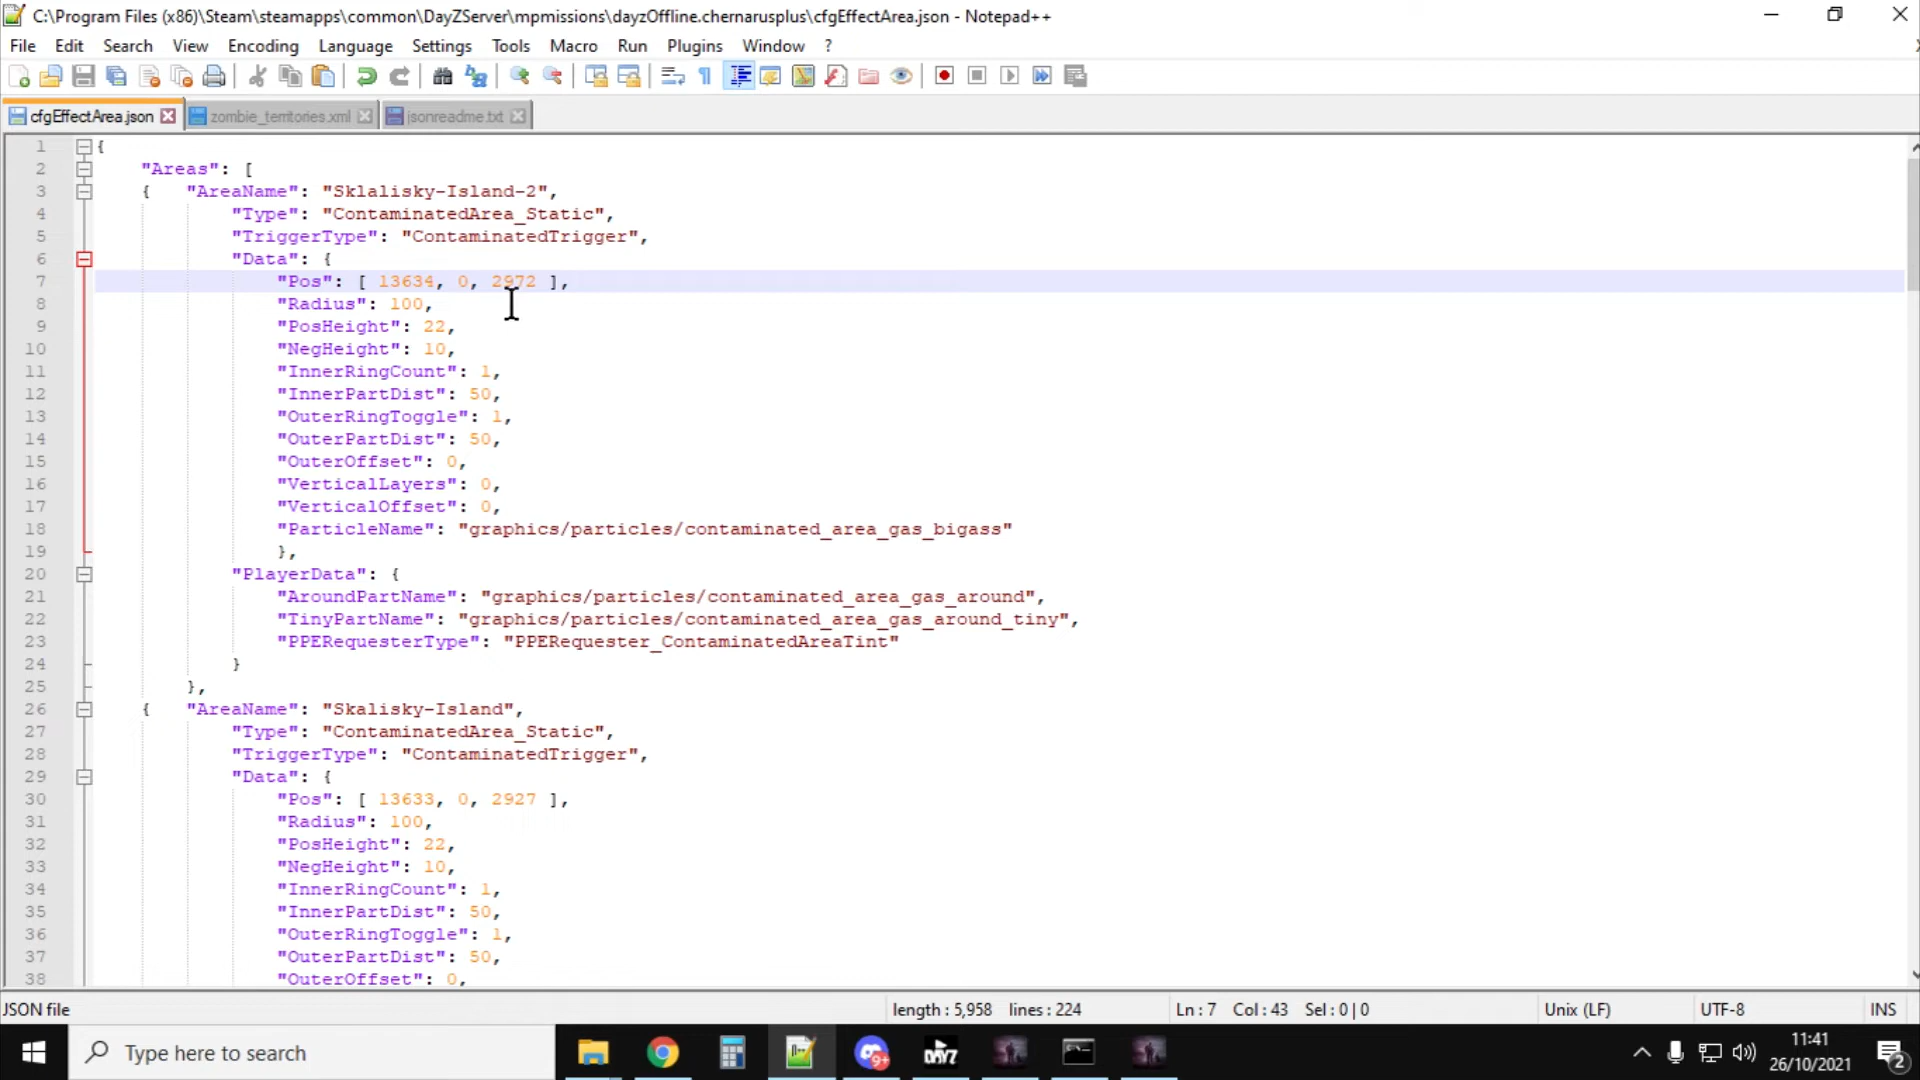 C:\Program Files (x86)\Steam\steamapps\common\DayZServer\mpmissions\dayzOffline.chernarusplus\cfgEffectArea.json - Notepad++
File Edit Search View Encoding Language Settings Tools Macro Run Plugins Window ?
cfgEffectArea.json zombie_territories.xml jsonreadme.txt
1 {
2 "Areas": [
3 { "AreaName": "Sklalisky-Island-2",
4 "Type": "ContaminatedArea_Static",
5 "TriggerType": "ContaminatedTrigger",
6 "Data": {
7 "Pos": [ 13634, 0, 2972 ],
8 "Radius": 100,
9 "PosHeight": 22,
10 "NegHeight": 10,
11 "InnerRingCount": 1,
12 "InnerPartDist": 50,
13 "OuterRingToggle": 1,
14 "OuterPartDist": 50,
15 "OuterOffset": 0,
16 "VerticalLayers": 0,
17 "VerticalOffset": 0,
18 "ParticleName": "graphics/particles/contaminated_area_gas_bigass"
19 },
20 "PlayerData": {
21 "AroundPartName": "graphics/particles/contaminated_area_gas_around",
22 "TinyPartName": "graphics/particles/contaminated_area_gas_around_tiny",
23 "PPERequesterType": "PPERequester_ContaminatedAreaTint"
24 }
25 },
26 { "AreaName": "Skalisky-Island",
27 "Type": "ContaminatedArea_Static",
28 "TriggerType": "ContaminatedTrigger",
29 "Data": {
30 "Pos": [ 13633, 0, 2927 ],
31 "Radius": 100,
32 "PosHeight": 22,
33 "NegHeight": 10,
34 "InnerRingCount": 1,
35 "InnerPartDist": 50,
36 "OuterRingToggle": 1,
37 "OuterPartDist": 50,
38 "OuterOffset": 0,
JSON file length : 5,958 lines : 224 Ln : 7 Col : 43 Sel : 0 | 0 Unix (LF) UTF-8 INS
Type here to search 9+ DAYZ 11:41
26/10/2021 2